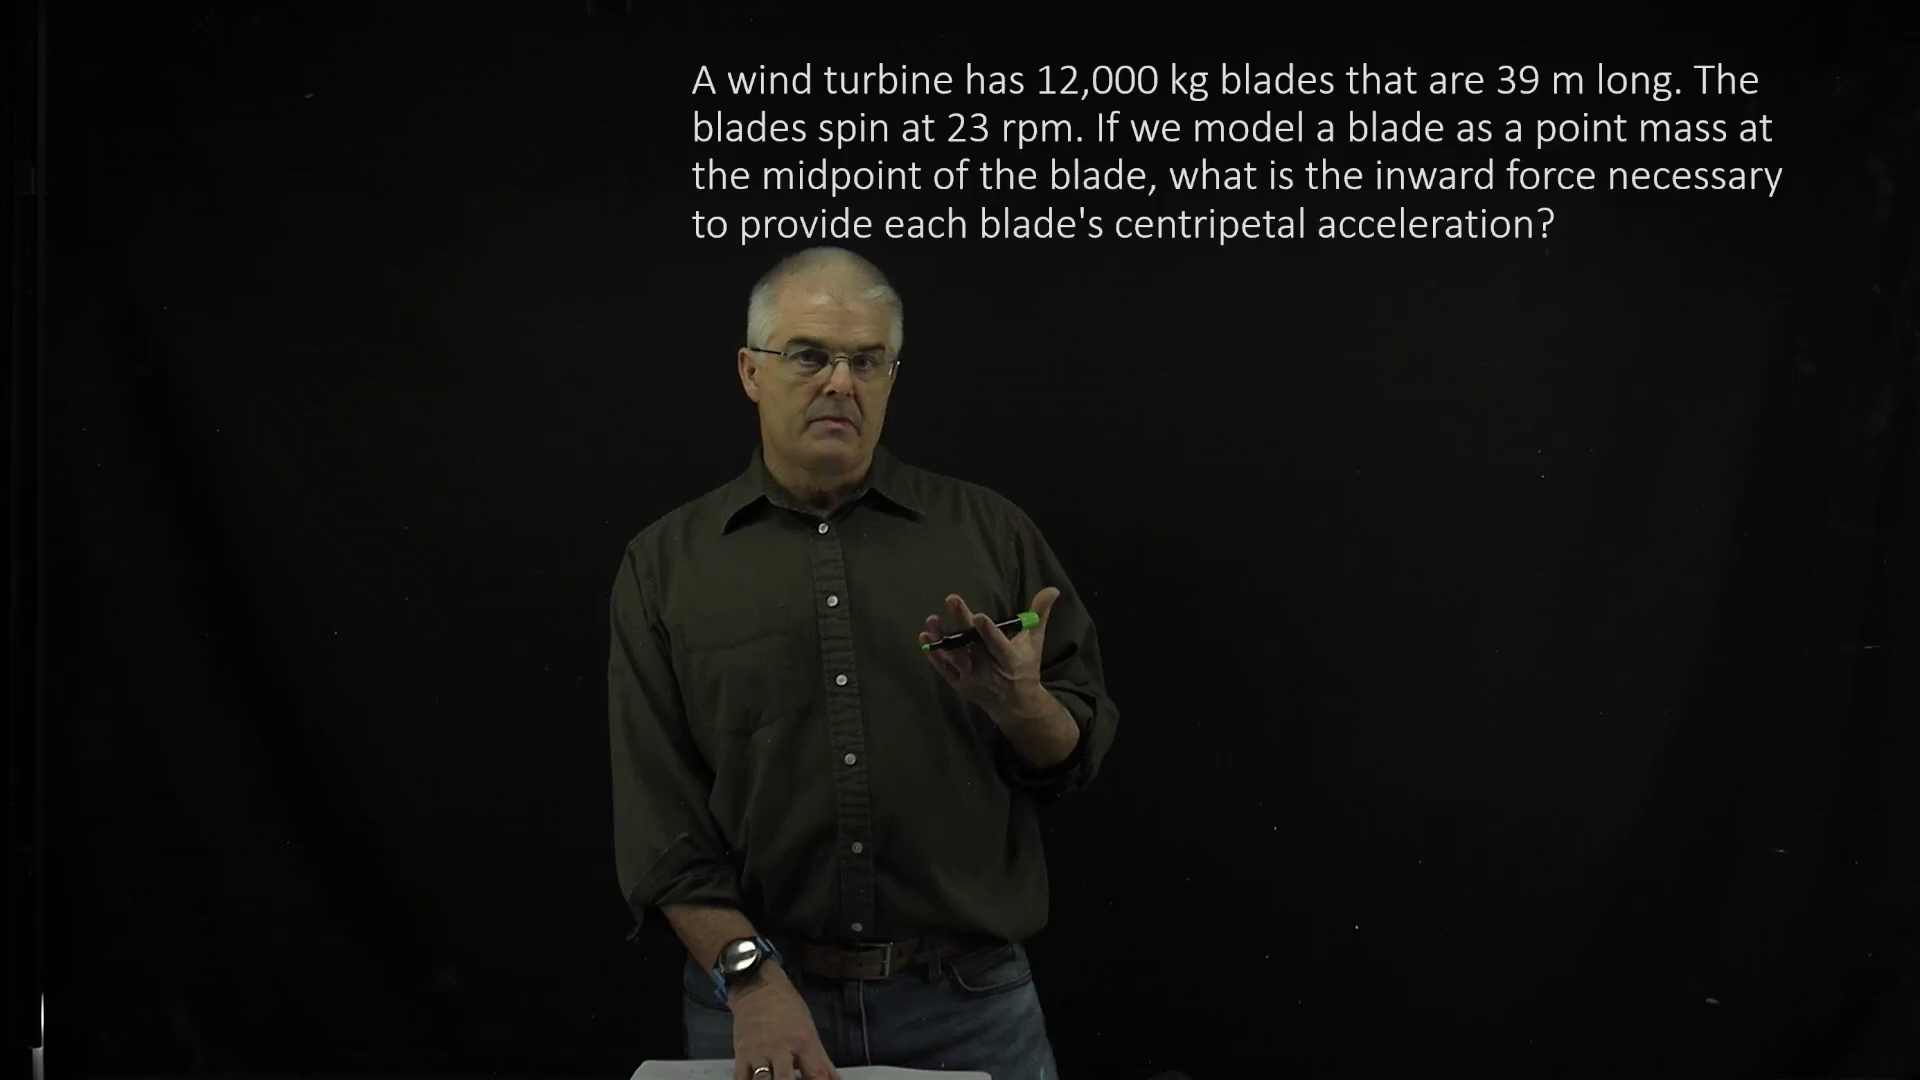 A wind turbine has 12,000 kg blades that are 39 m long. The
blades spin at 23 rpm. If we model a blade as a point mass at
the midpoint of the blade, what is the inward force necessary
to provide each blade's centripetal acceleration?